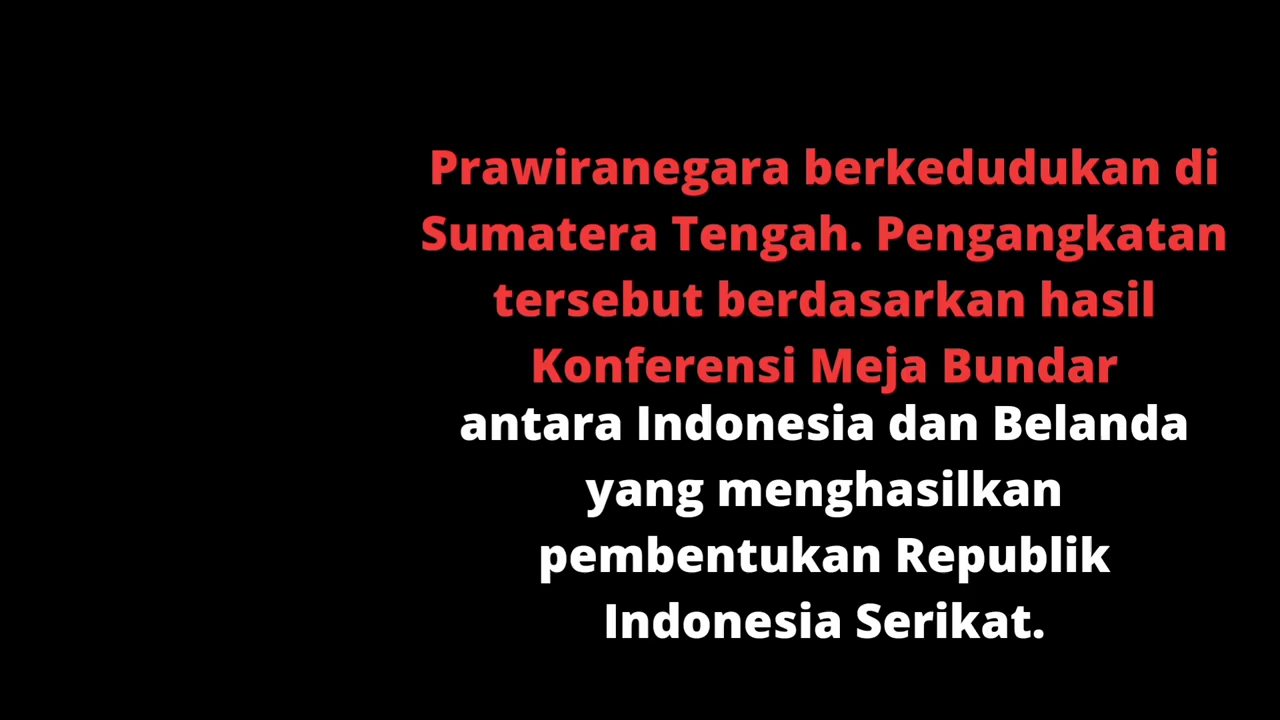 Prawiranegara berkedudukan di
Sumatera Tengah. Pengangkatan
tersebut berdasarkan hasil
Konferensi Meja Bundar
antara Indonesia dan Belanda
yang menghasilkan
pembentukan Republik
Indonesia Serikat.